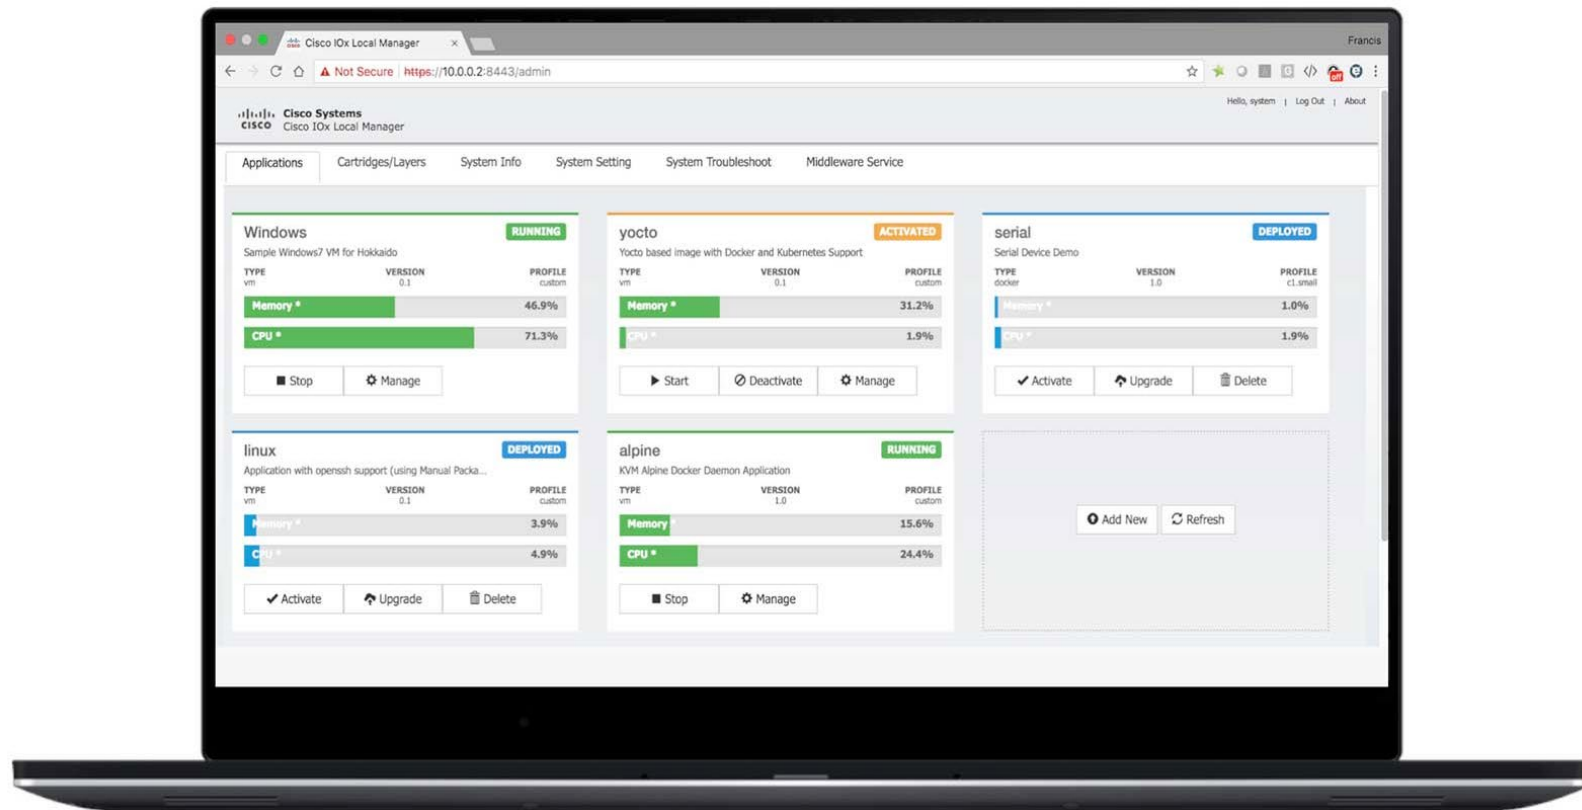 Cisco IOx Local Manager ×
Francis
Not Secure https://10.0.0.2:8443/admin
off
Hello, system | Log Out | About
CISCO
Cisco Systems
Cisco IOx Local Manager
Applications Cartridges/Layers System Info System Setting System Troubleshoot Middleware Service
Windows RUNNING
Sample Windows7 VM for Hokkaido
TYPE VERSION PROFILE
vm 0.1 custom
Memory * 46.9%
CPU * 71.3%
Stop Manage
yocto ACTIVATED
Yocto based image with Docker and Kubernetes Support
TYPE VERSION PROFILE
vm 0.1 custom
Memory * 31.2%
CPU * 1.9%
Start Deactivate Manage
serial DEPLOYED
Serial Device Demo
TYPE VERSION PROFILE
docker 1.0 c1.small
Memory * 1.0%
CPU * 1.9%
Activate Upgrade Delete
linux DEPLOYED
Application with openssh support (using Manual Packa...
TYPE VERSION PROFILE
vm 0.1 custom
Memory * 3.9%
CPU * 4.9%
Activate Upgrade Delete
alpine RUNNING
KVM Alpine Docker Daemon Application
TYPE VERSION PROFILE
vm 1.0 custom
Memory * 15.6%
CPU * 24.4%
Stop Manage
Add New Refresh